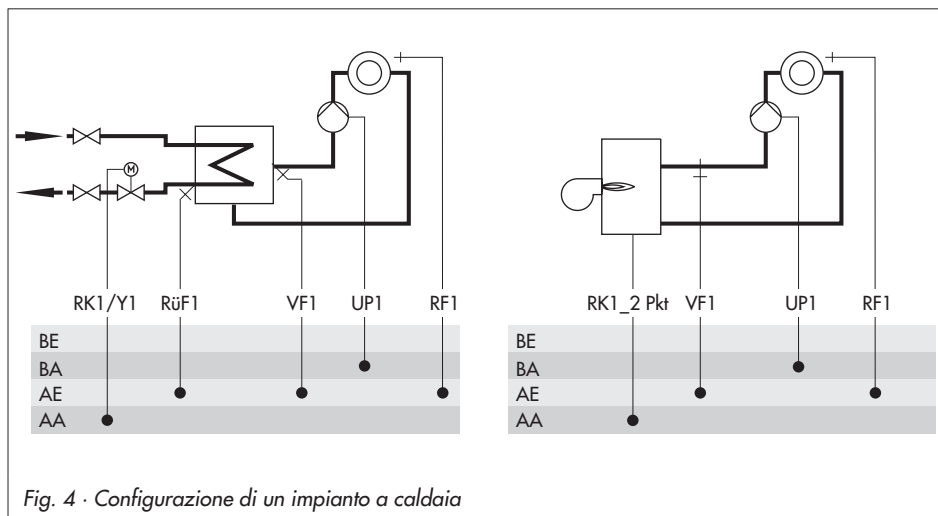 M
RK1/Y1 RüF1 VF1 UP1 RF1
RK1_2 Pkt VF1 UP1 RF1
BE
BA
AE
AA
BE
BA
AE
AA
Fig. 4 · Configurazione di un impianto a caldaia